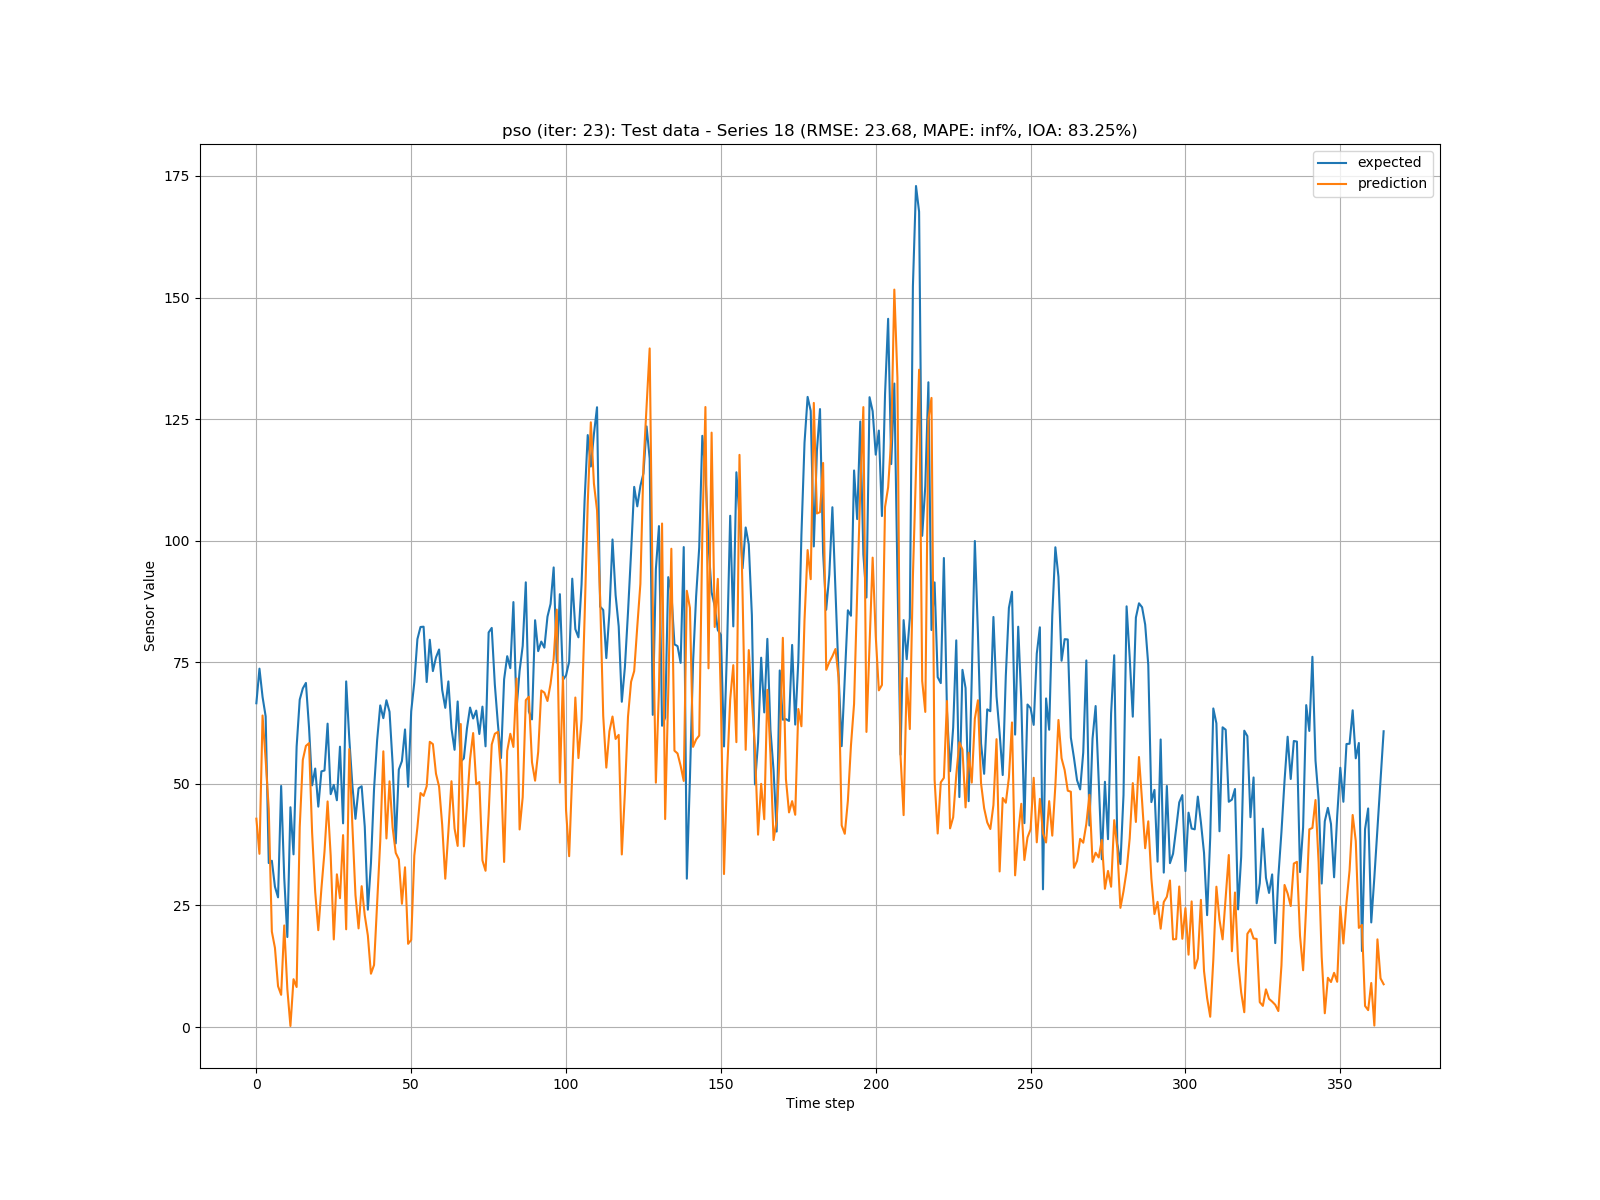 pso (iter: 23): Test data - Series 18 (RMSE: 23.68, MAPE: inf%, IOA: 83.25%)
expected
prediction
175
150
125
100
75
50
25
0
Sensor Value
0 50 100 150 200 250 300 350
Time step